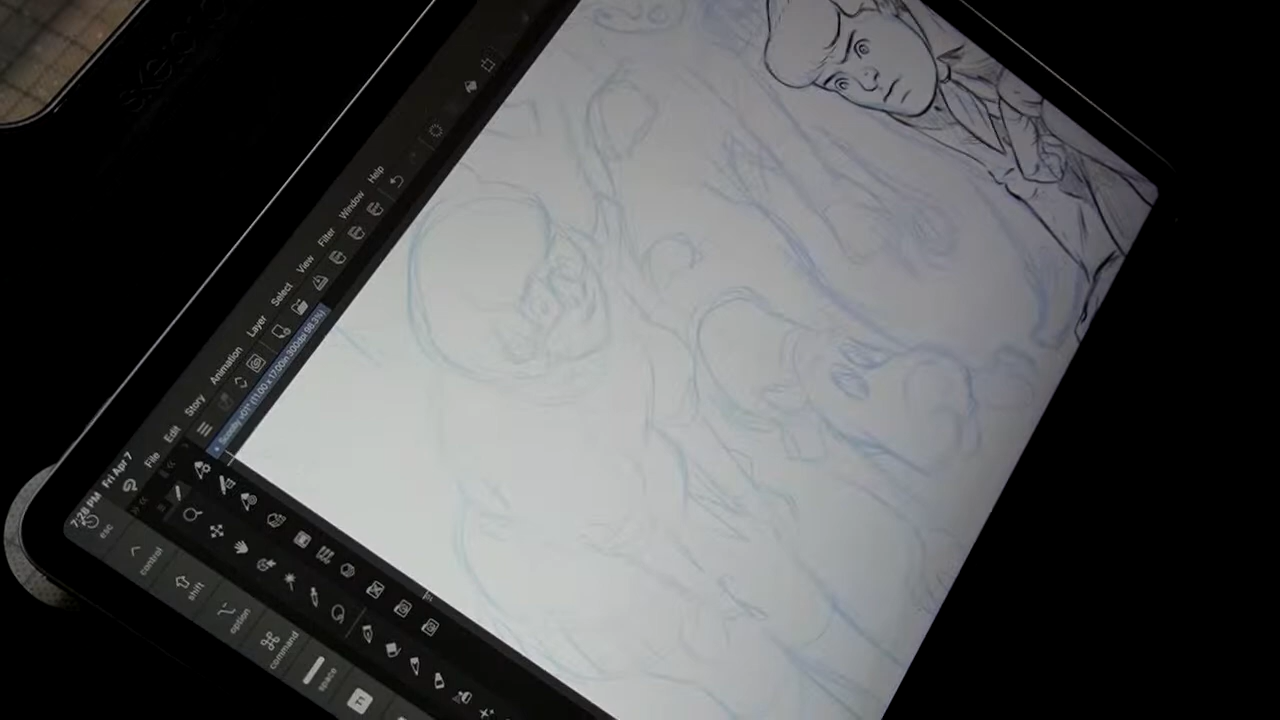 7:28 PM Fri Apr 7
File Edit Story Animation Layer Select View Filter Window Help
esc
control
shift
option
command
space
T1